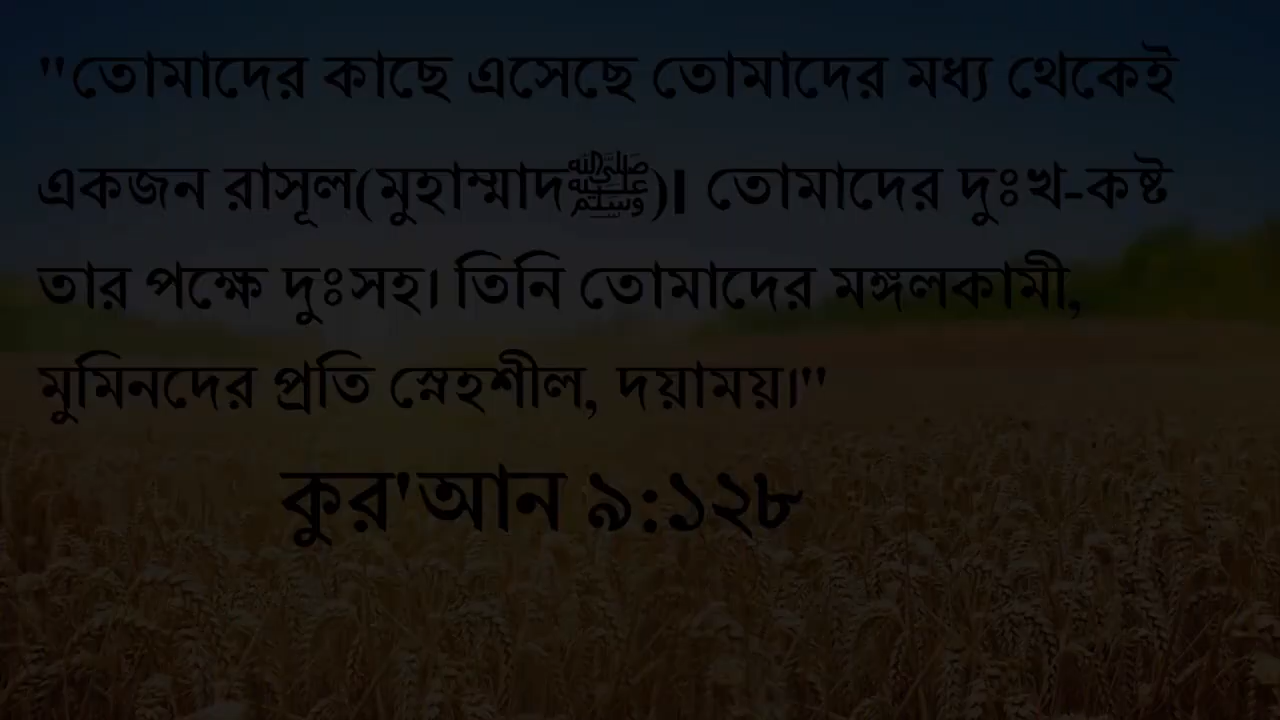 "তোমাদের কাছে এসেছে তোমাদের মধ্য থেকেই
একজন রাসূল(মুহাম্মাদﷺ)। তোমাদের দুঃখ-কষ্ট
তার পক্ষে দুঃসহ। তিনি তোমাদের মঙ্গলকামী,
মুমিনদের প্রতি স্নেহশীল, দয়াময়।"
কুর'আন ৯:১২৮